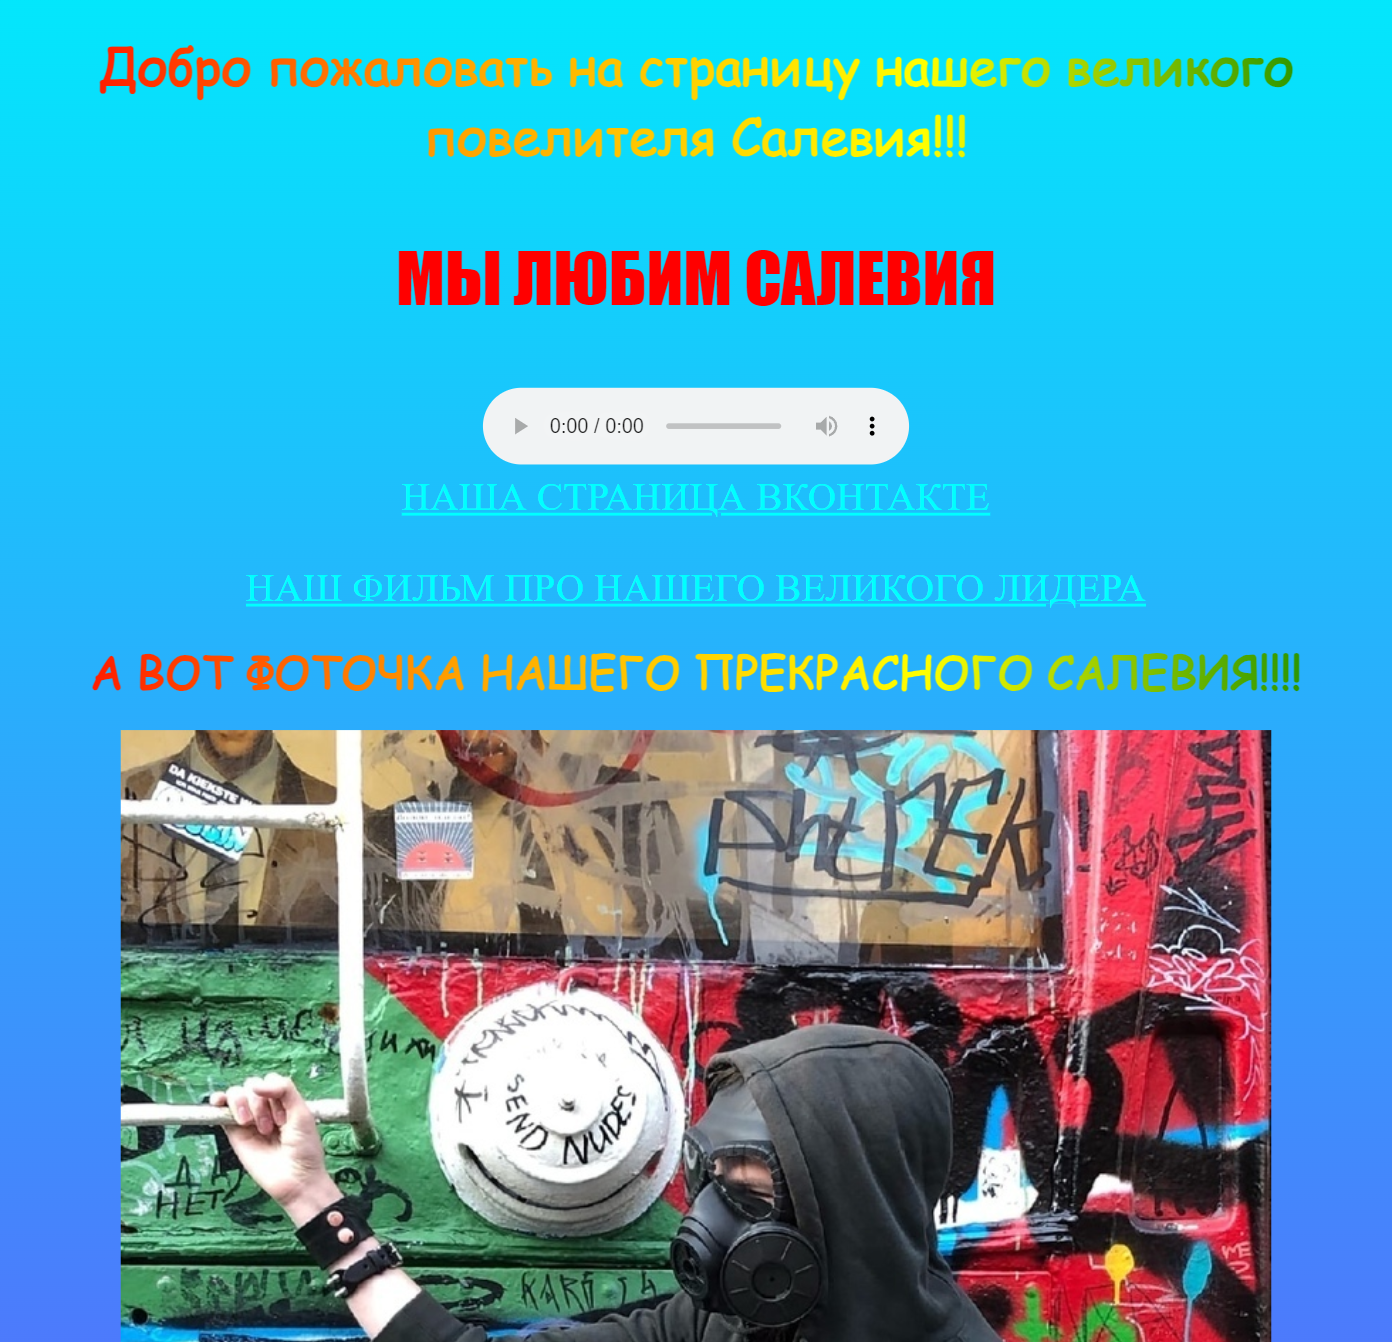 Добро пожаловать на страницу нашего великого
повелителя Салевия!!!
МЫ ЛЮБИМ САЛЕВИЯ
0:00 / 0:00
НАША СТРАНИЦА ВКОНТАКТЕ
НАШ ФИЛЬМ ПРО НАШЕГО ВЕЛИКОГО ЛИДЕРА
А ВОТ ФОТОЧКА НАШЕГО ПРЕКРАСНОГО САЛЕВИЯ!!!!
DA KIEKSTE
SEND NUDES
ДА
НЕТ